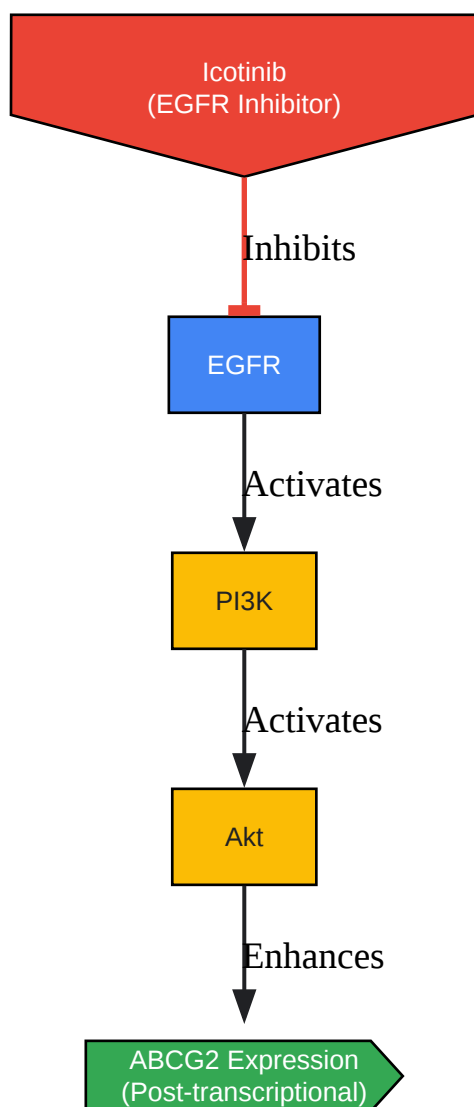 Icotinib
(EGFR Inhibitor)
Inhibits
EGFR
Activates
PI3K
Activates
Akt
Enhances
ABCG2 Expression
(Post-transcriptional)